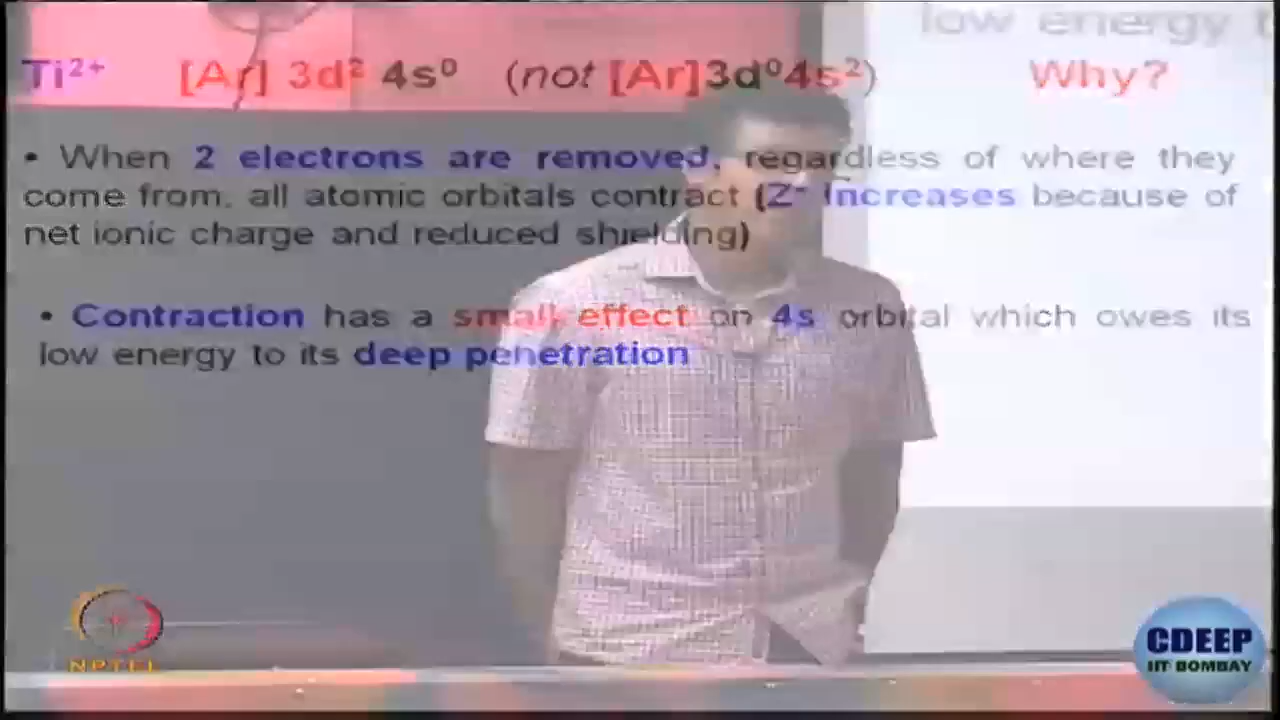 low energy t
Ti²⁺ [Ar] 3d² 4s⁰ (not [Ar]3d⁰4s²) Why?
• When 2 electrons are removed, regardless of where they
come from, all atomic orbitals contract (Z* increases because of
net ionic charge and reduced shielding)
• Contraction has a small effect on 4s orbital which owes its
low energy to its deep penetration
NPTEL
CDEEP
IIT BOMBAY